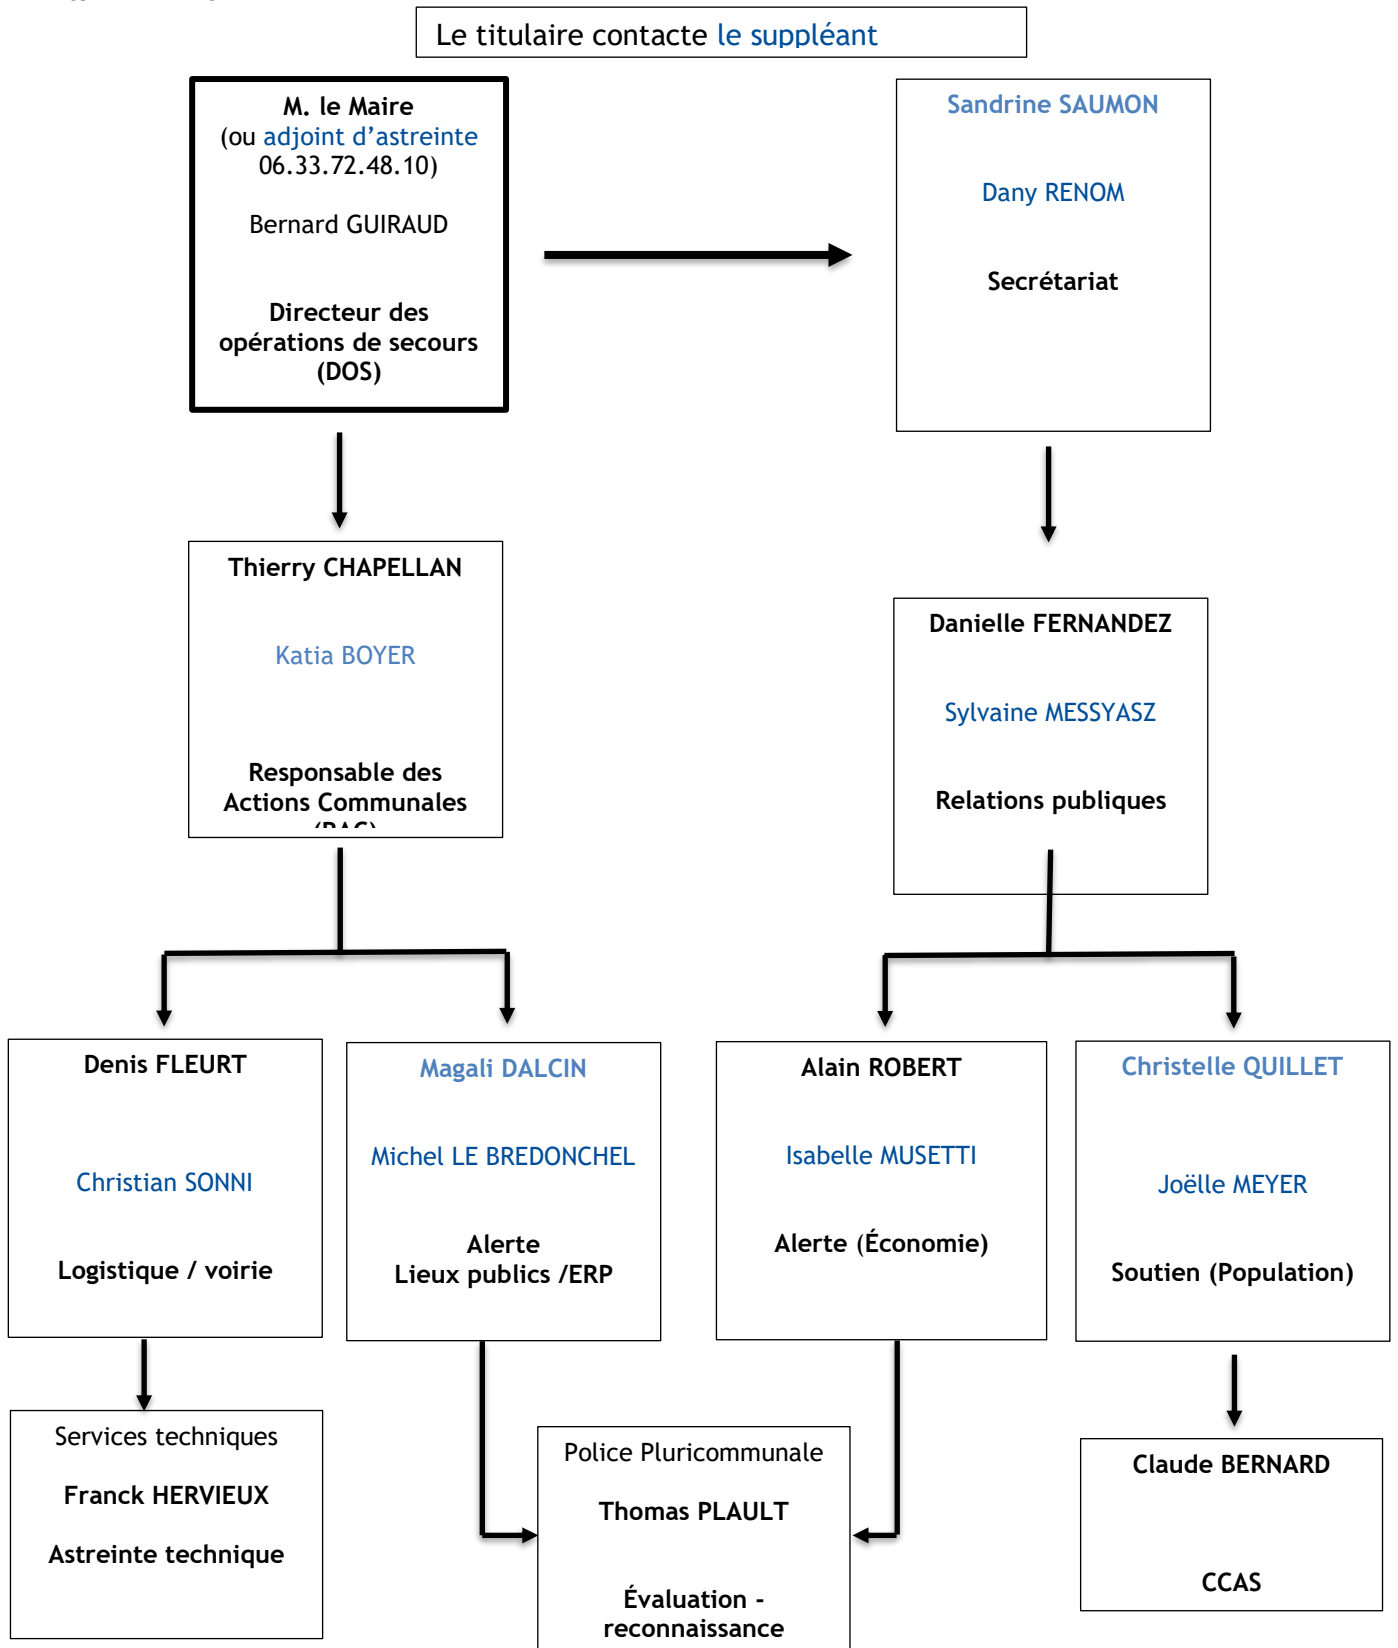 Le titulaire contacte le suppléant
M. le Maire
(ou adjoint d’astreinte
06.33.72.48.10)
Bernard GUIRAUD
Directeur des
opérations de secours
(DOS)
Sandrine SAUMON
Dany RENOM
Secrétariat
Thierry CHAPELLAN
Katia BOYER
Responsable des
Actions Communales
Danielle FERNANDEZ
Sylvaine MESSYASZ
Relations publiques
Denis FLEURT
Christian SONNI
Logistique / voirie
Magali DALCIN
Michel LE BREDONCHEL
Alerte
Lieux publics /ERP
Alain ROBERT
Isabelle MUSETTI
Alerte (Économie)
Christelle QUILLET
Joëlle MEYER
Soutien (Population)
Services techniques
Franck HERVIEUX
Astreinte technique
Police Pluricommunale
Thomas PLAULT
Évaluation -
reconnaissance
Claude BERNARD
CCAS